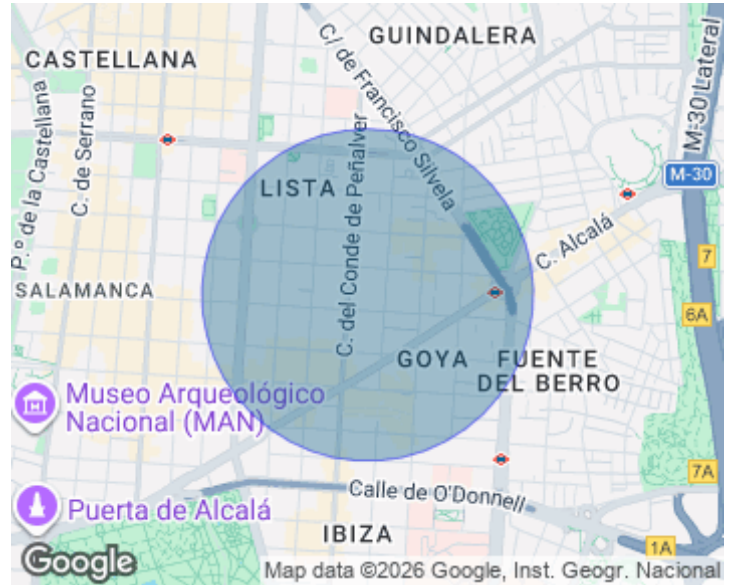 GUINDALERA
CASTELLANA
C/ de Francisco Silvela
M-30 Lateral
P.º de la Castellana
C. de Serrano
C. del Conde de Peñalver
LISTA
M-30
C. Alcalá
7
SALAMANCA
6A
GOYA
FUENTE
DEL BERRO
Museo Arqueológico
Nacional (MAN)
7A
Calle de O'Donnell
Puerta de Alcalá
IBIZA
1A
Google
Map data ©2026 Google, Inst. Geogr. Nacional